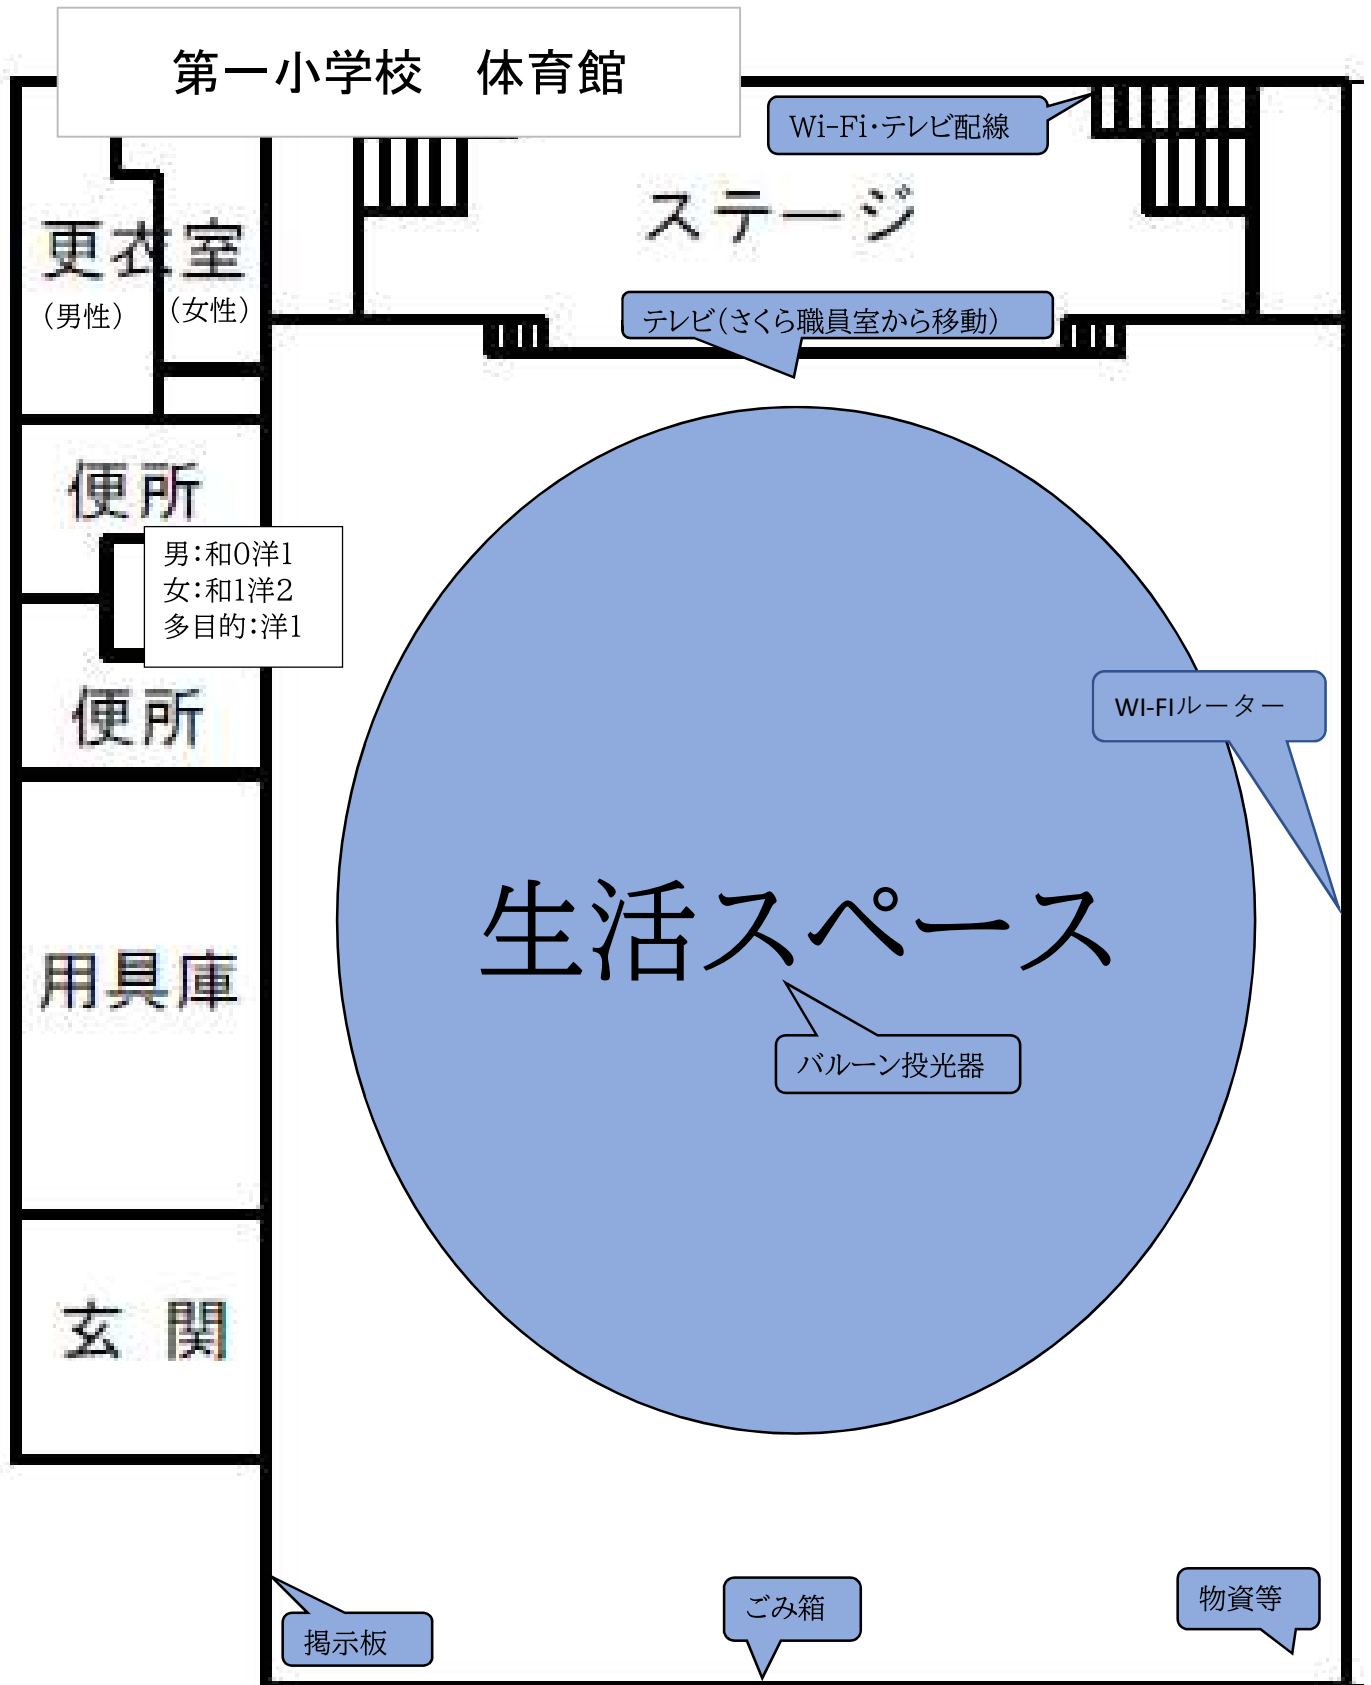 第一小学校　体育館
Wi-Fi・テレビ配線
ステージ
更衣室
（男性）
（女性）
テレビ（さくら職員室から移動）
便所
男：和0洋1
女：和1洋2
多目的：洋1
便所
WI-FIルーター
生活スペース
用具庫
バルーン投光器
玄 関
物資等
ごみ箱
掲示板